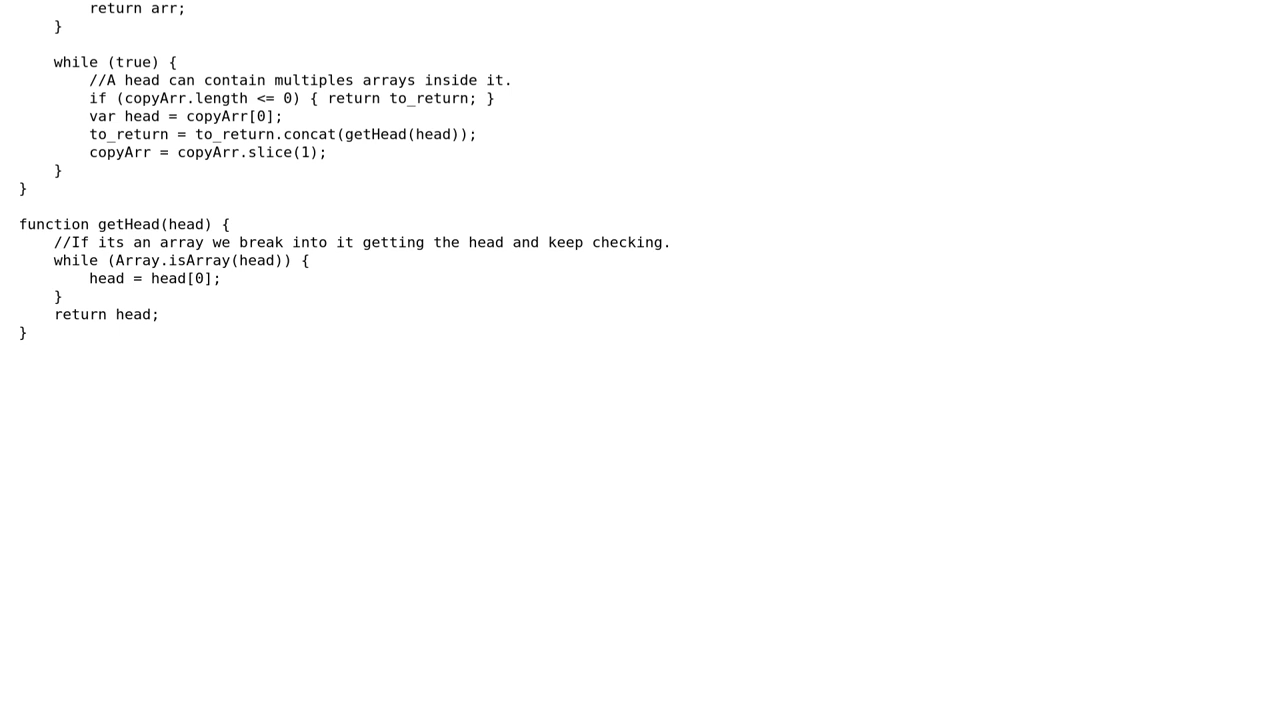 return arr;
    }

    while (true) {
        //A head can contain multiples arrays inside it.
        if (copyArr.length <= 0) { return to_return; }
        var head = copyArr[0];
        to_return = to_return.concat(getHead(head));
        copyArr = copyArr.slice(1);
    }
}

function getHead(head) {
    //If its an array we break into it getting the head and keep checking.
    while (Array.isArray(head)) {
        head = head[0];
    }
    return head;
}